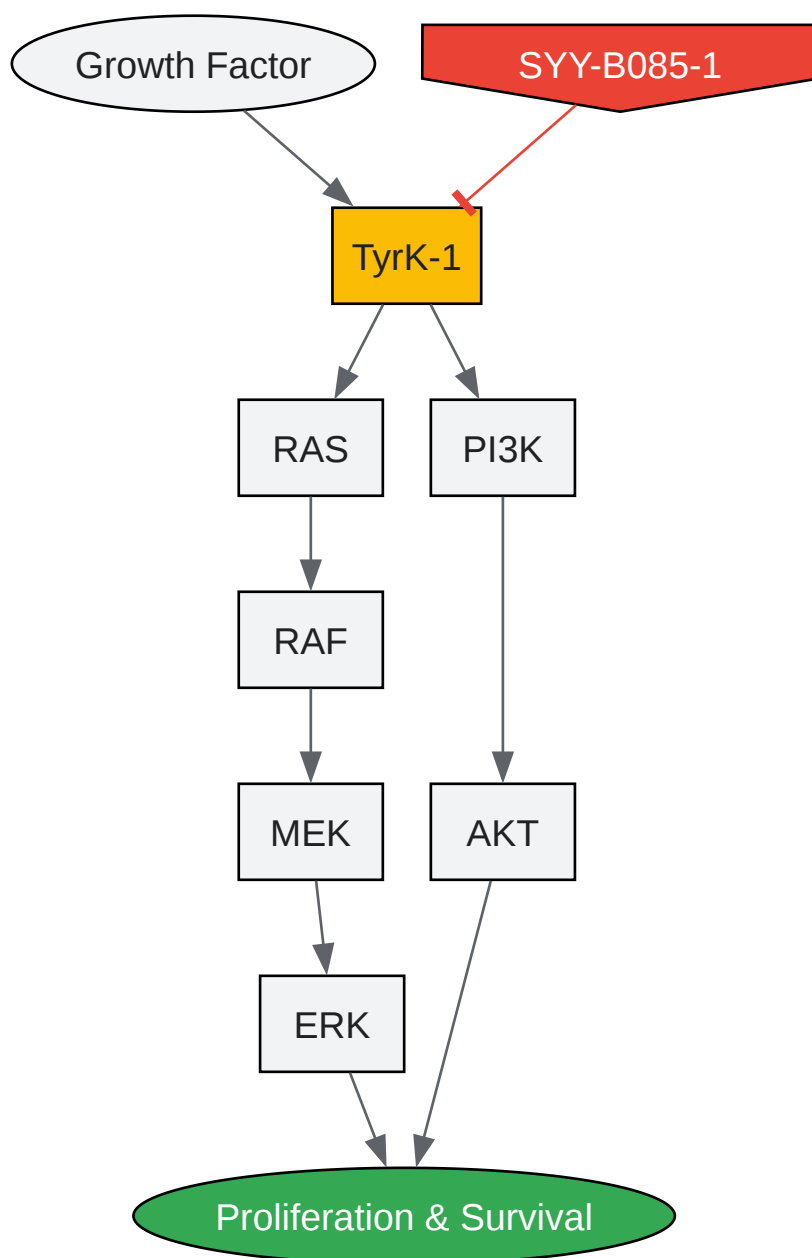 Growth Factor
SYY-B085-1
TyrK-1
RAS
PI3K
RAF
MEK
AKT
ERK
Proliferation & Survival